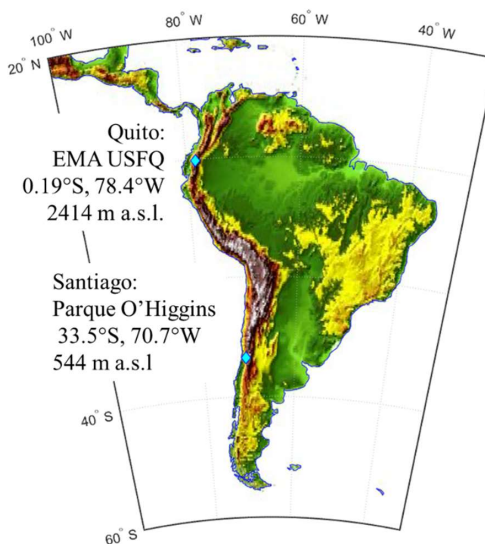 100° W
80° W
60° W
40° W
20° N
Quito:
EMA USFQ
0.19°S, 78.4°W
2414 m a.s.l.
Santiago:
Parque O’Higgins
33.5°S, 70.7°W
544 m a.s.l
40° S
60° S